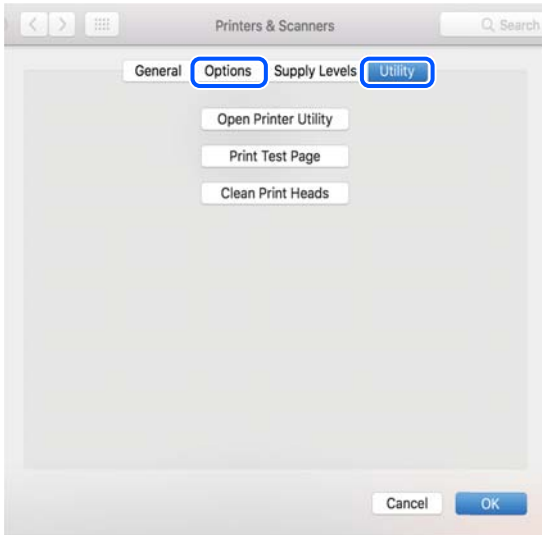 Printers & Scanners
Search
General Options Supply Levels Utility
Open Printer Utility
Print Test Page
Clean Print Heads
Cancel OK